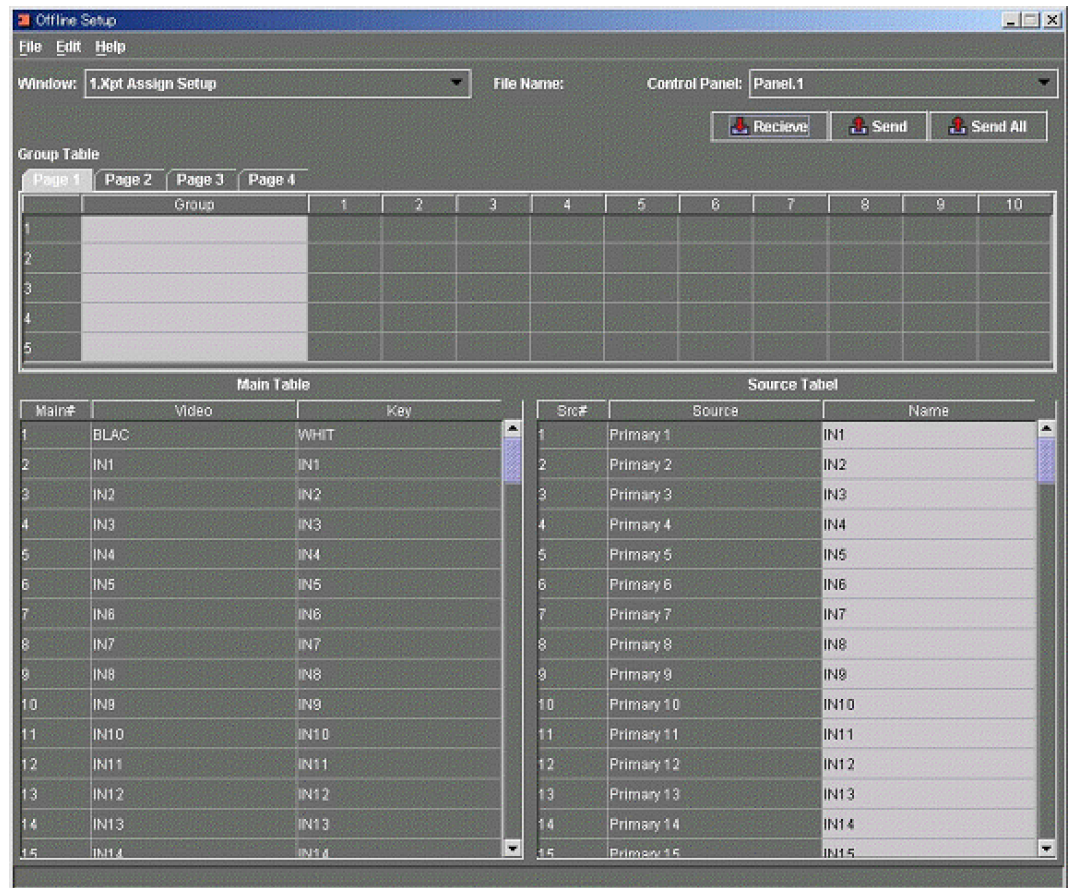 Offline Setup
File Edit Help
Window: 1.Xpt Assign Setup File Name: Control Panel: Panel.1
Recieve Send Send All
Group Table
Page 1 Page 2 Page 3 Page 4
Group 1 2 3 4 5 6 7 8 9 10
1
2
3
4
5
Main Table Source Tabel
Main# Video Key Src# Source Name
1 BLAC WHIT 1 Primary 1 IN1
2 IN1 IN1 2 Primary 2 IN2
3 IN2 IN2 3 Primary 3 IN3
4 IN3 IN3 4 Primary 4 IN4
5 IN4 IN4 5 Primary 5 IN5
6 IN5 IN5 6 Primary 6 IN6
7 IN6 IN6 7 Primary 7 IN7
8 IN7 IN7 8 Primary 8 IN8
9 IN8 IN8 9 Primary 9 IN9
10 IN9 IN9 10 Primary 10 IN10
11 IN10 IN10 11 Primary 11 IN11
12 IN11 IN11 12 Primary 12 IN12
13 IN12 IN12 13 Primary 13 IN13
14 IN13 IN13 14 Primary 14 IN14
15 IN14 IN14 15 Primary 15 IN15